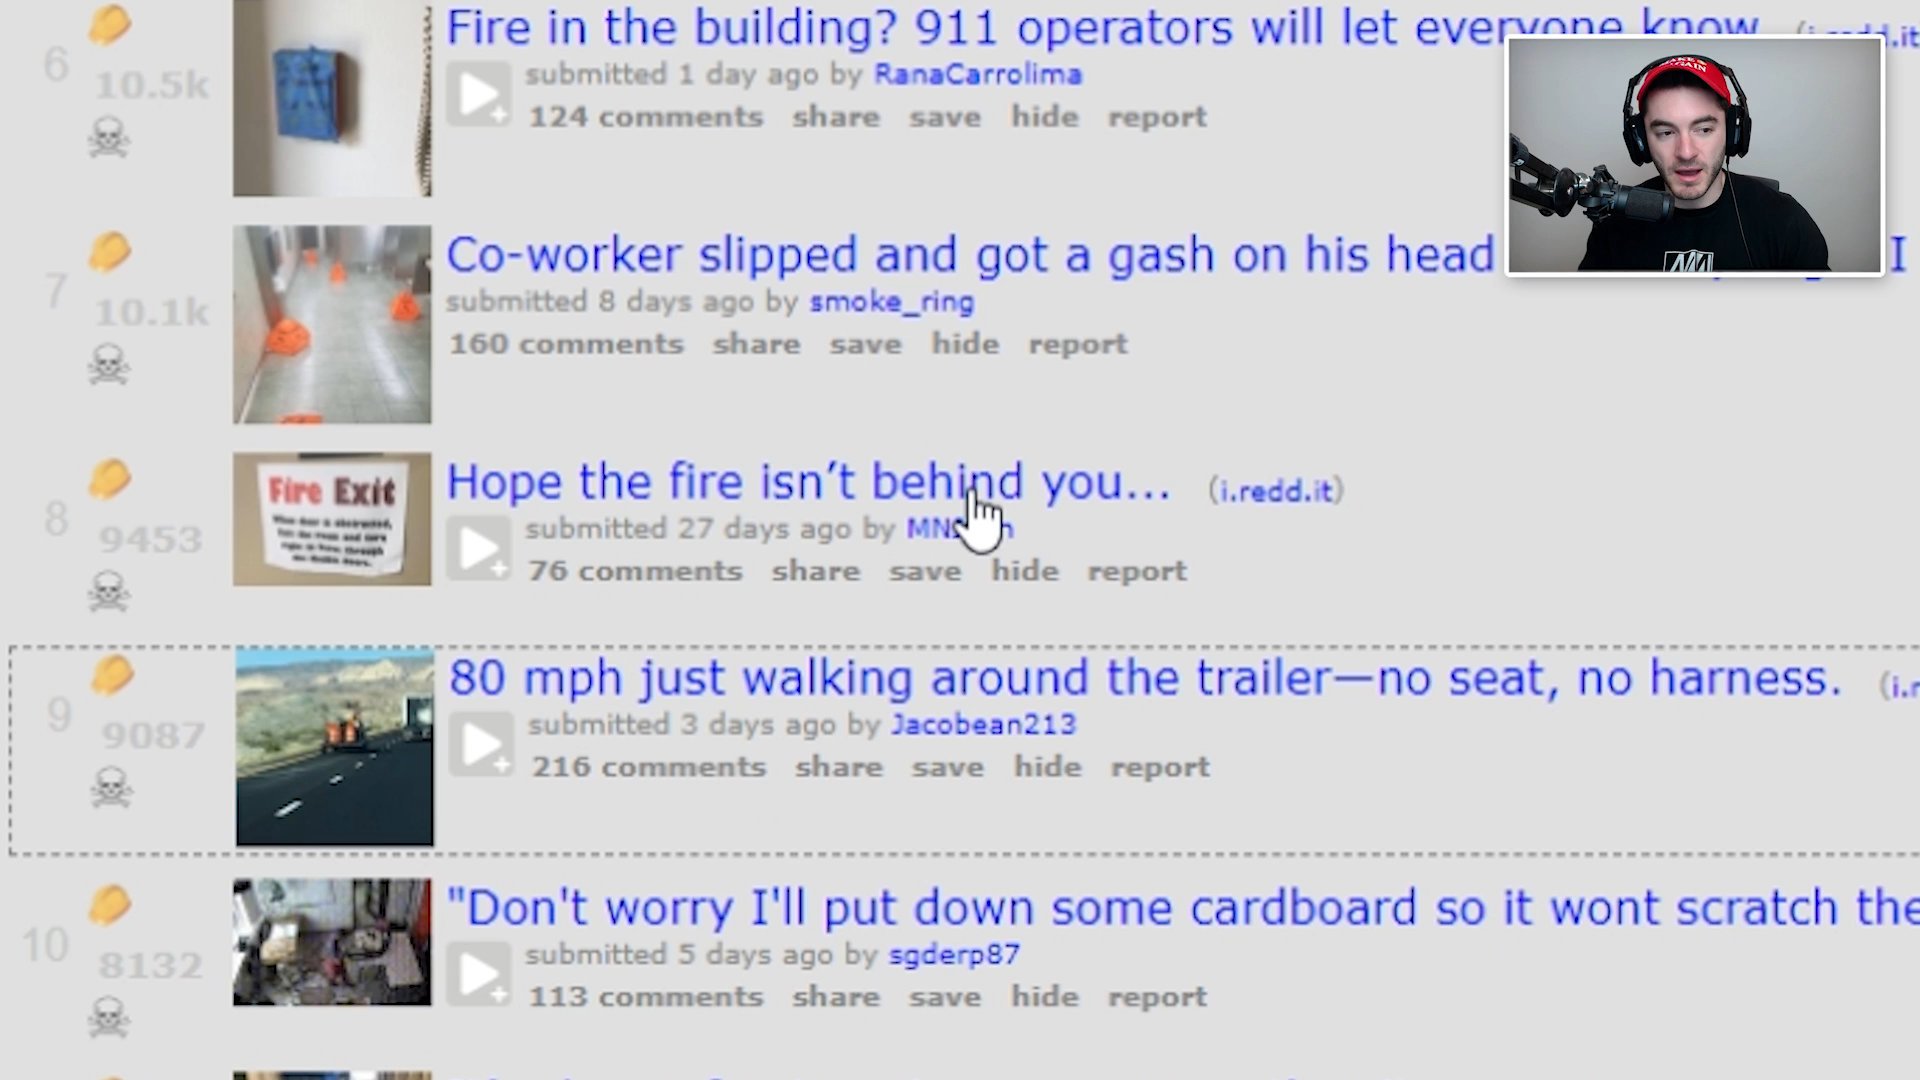 6
10.5k
Fire in the building? 911 operators will let everyone know
submitted 1 day ago by RanaCarrolima
124 comments share save hide report
7
10.1k
Co-worker slipped and got a gash on his head
I
submitted 8 days ago by smoke_ring
160 comments share save hide report
8
9453
Fire Exit
Hope the fire isn’t behind you... (i.redd.it)
submitted 27 days ago by
76 comments share save hide report
9
9087
80 mph just walking around the trailer—no seat, no harness.
submitted 3 days ago by Jacobean213
216 comments share save hide report
10
8132
"Don't worry I'll put down some cardboard so it wont scratch the
submitted 5 days ago by sgderp87
113 comments share save hide report